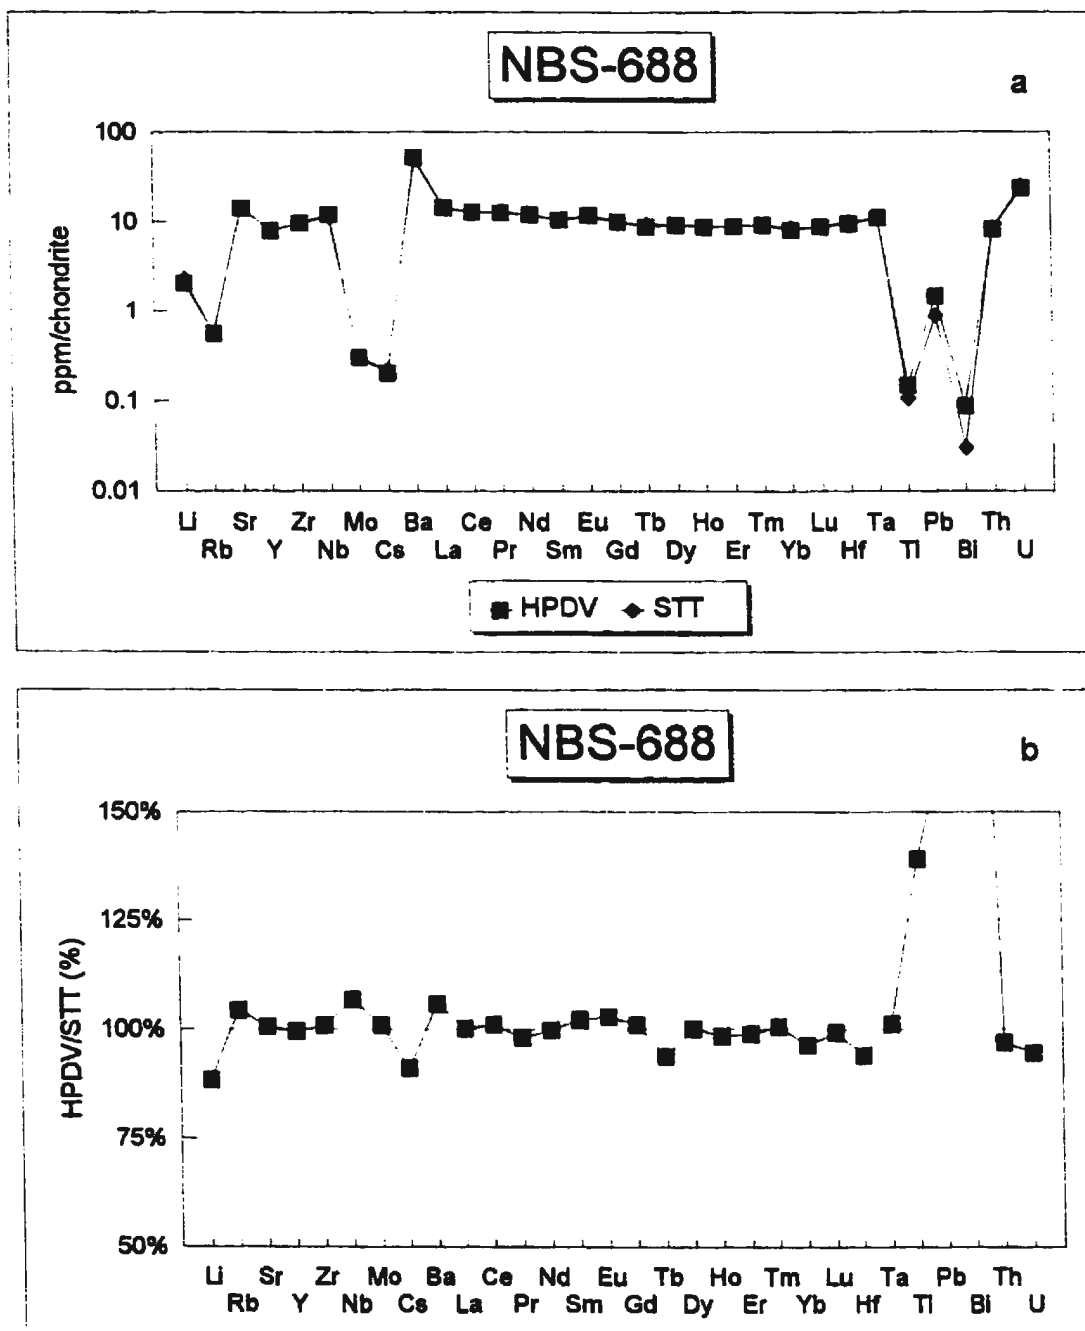 NBS-688
a
100
10
1
0.1
0.01
ppm/chondrite
Li Sr Zr Mo Ba Ce Nd Eu Tb Ho Tm Lu Ta Pb Th
Rb Y Nb Cs La Pr Sm Gd Dy Er Yb Hf Tl Bi U
HPDV STT
NBS-688
b
150%
125%
100%
75%
50%
HPDV/STT (%)
Li Sr Zr Mo Ba Ce Nd Eu Tb Ho Tm Lu Ta Pb Th
Rb Y Nb Cs La Pr Sm Gd Dy Er Yb Hf Tl Bi U